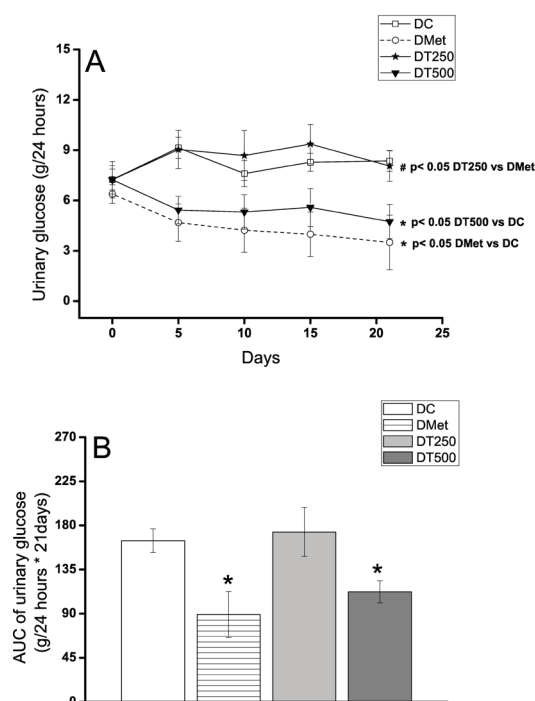 DC
DMet
DT250
DT500
A
15
12
9
6
3
0
Urinary glucose (g/24 hours)
# p< 0.05 DT250 vs DMet
* p< 0.05 DT500 vs DC
* p< 0.05 DMet vs DC
0 5 10 15 20 25
Days
DC
DMet
DT250
DT500
B
270
225
180
135
90
45
0
AUC of urinary glucose
(g/24 hours * 21days)
* *